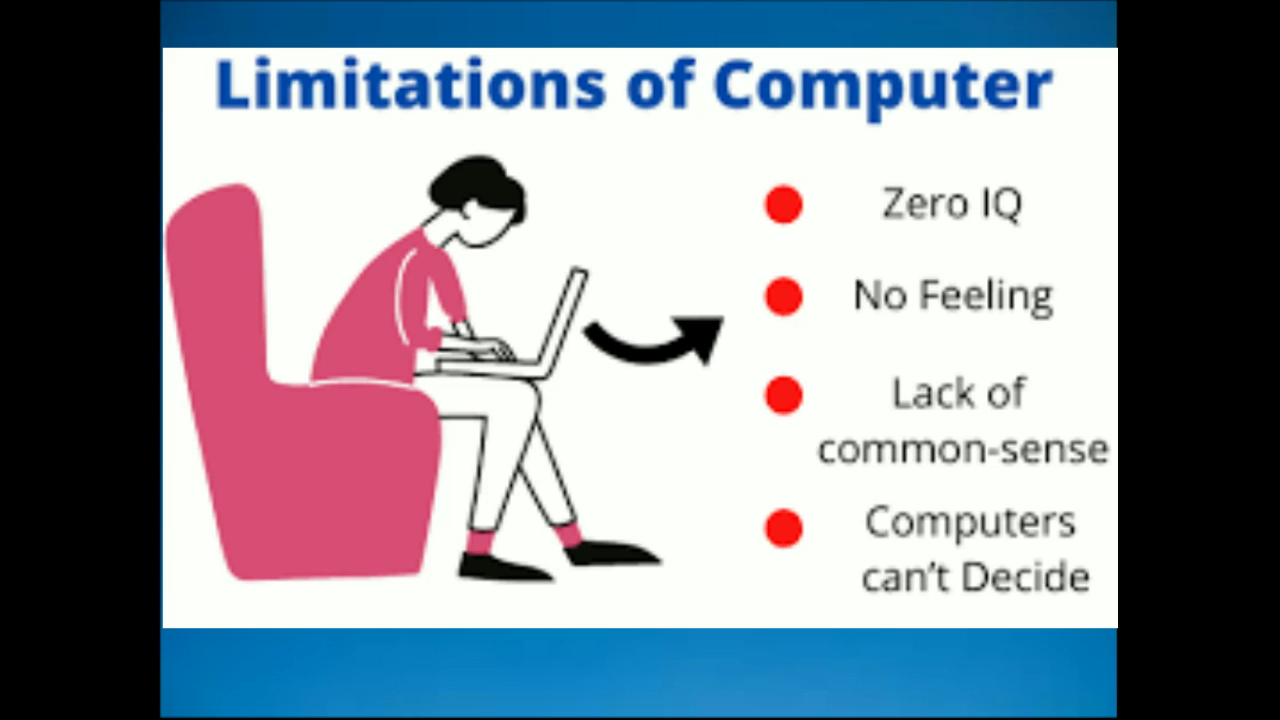 Limitations of Computer
Zero IQ
No Feeling
Lack of
common-sense
Computers
can't Decide